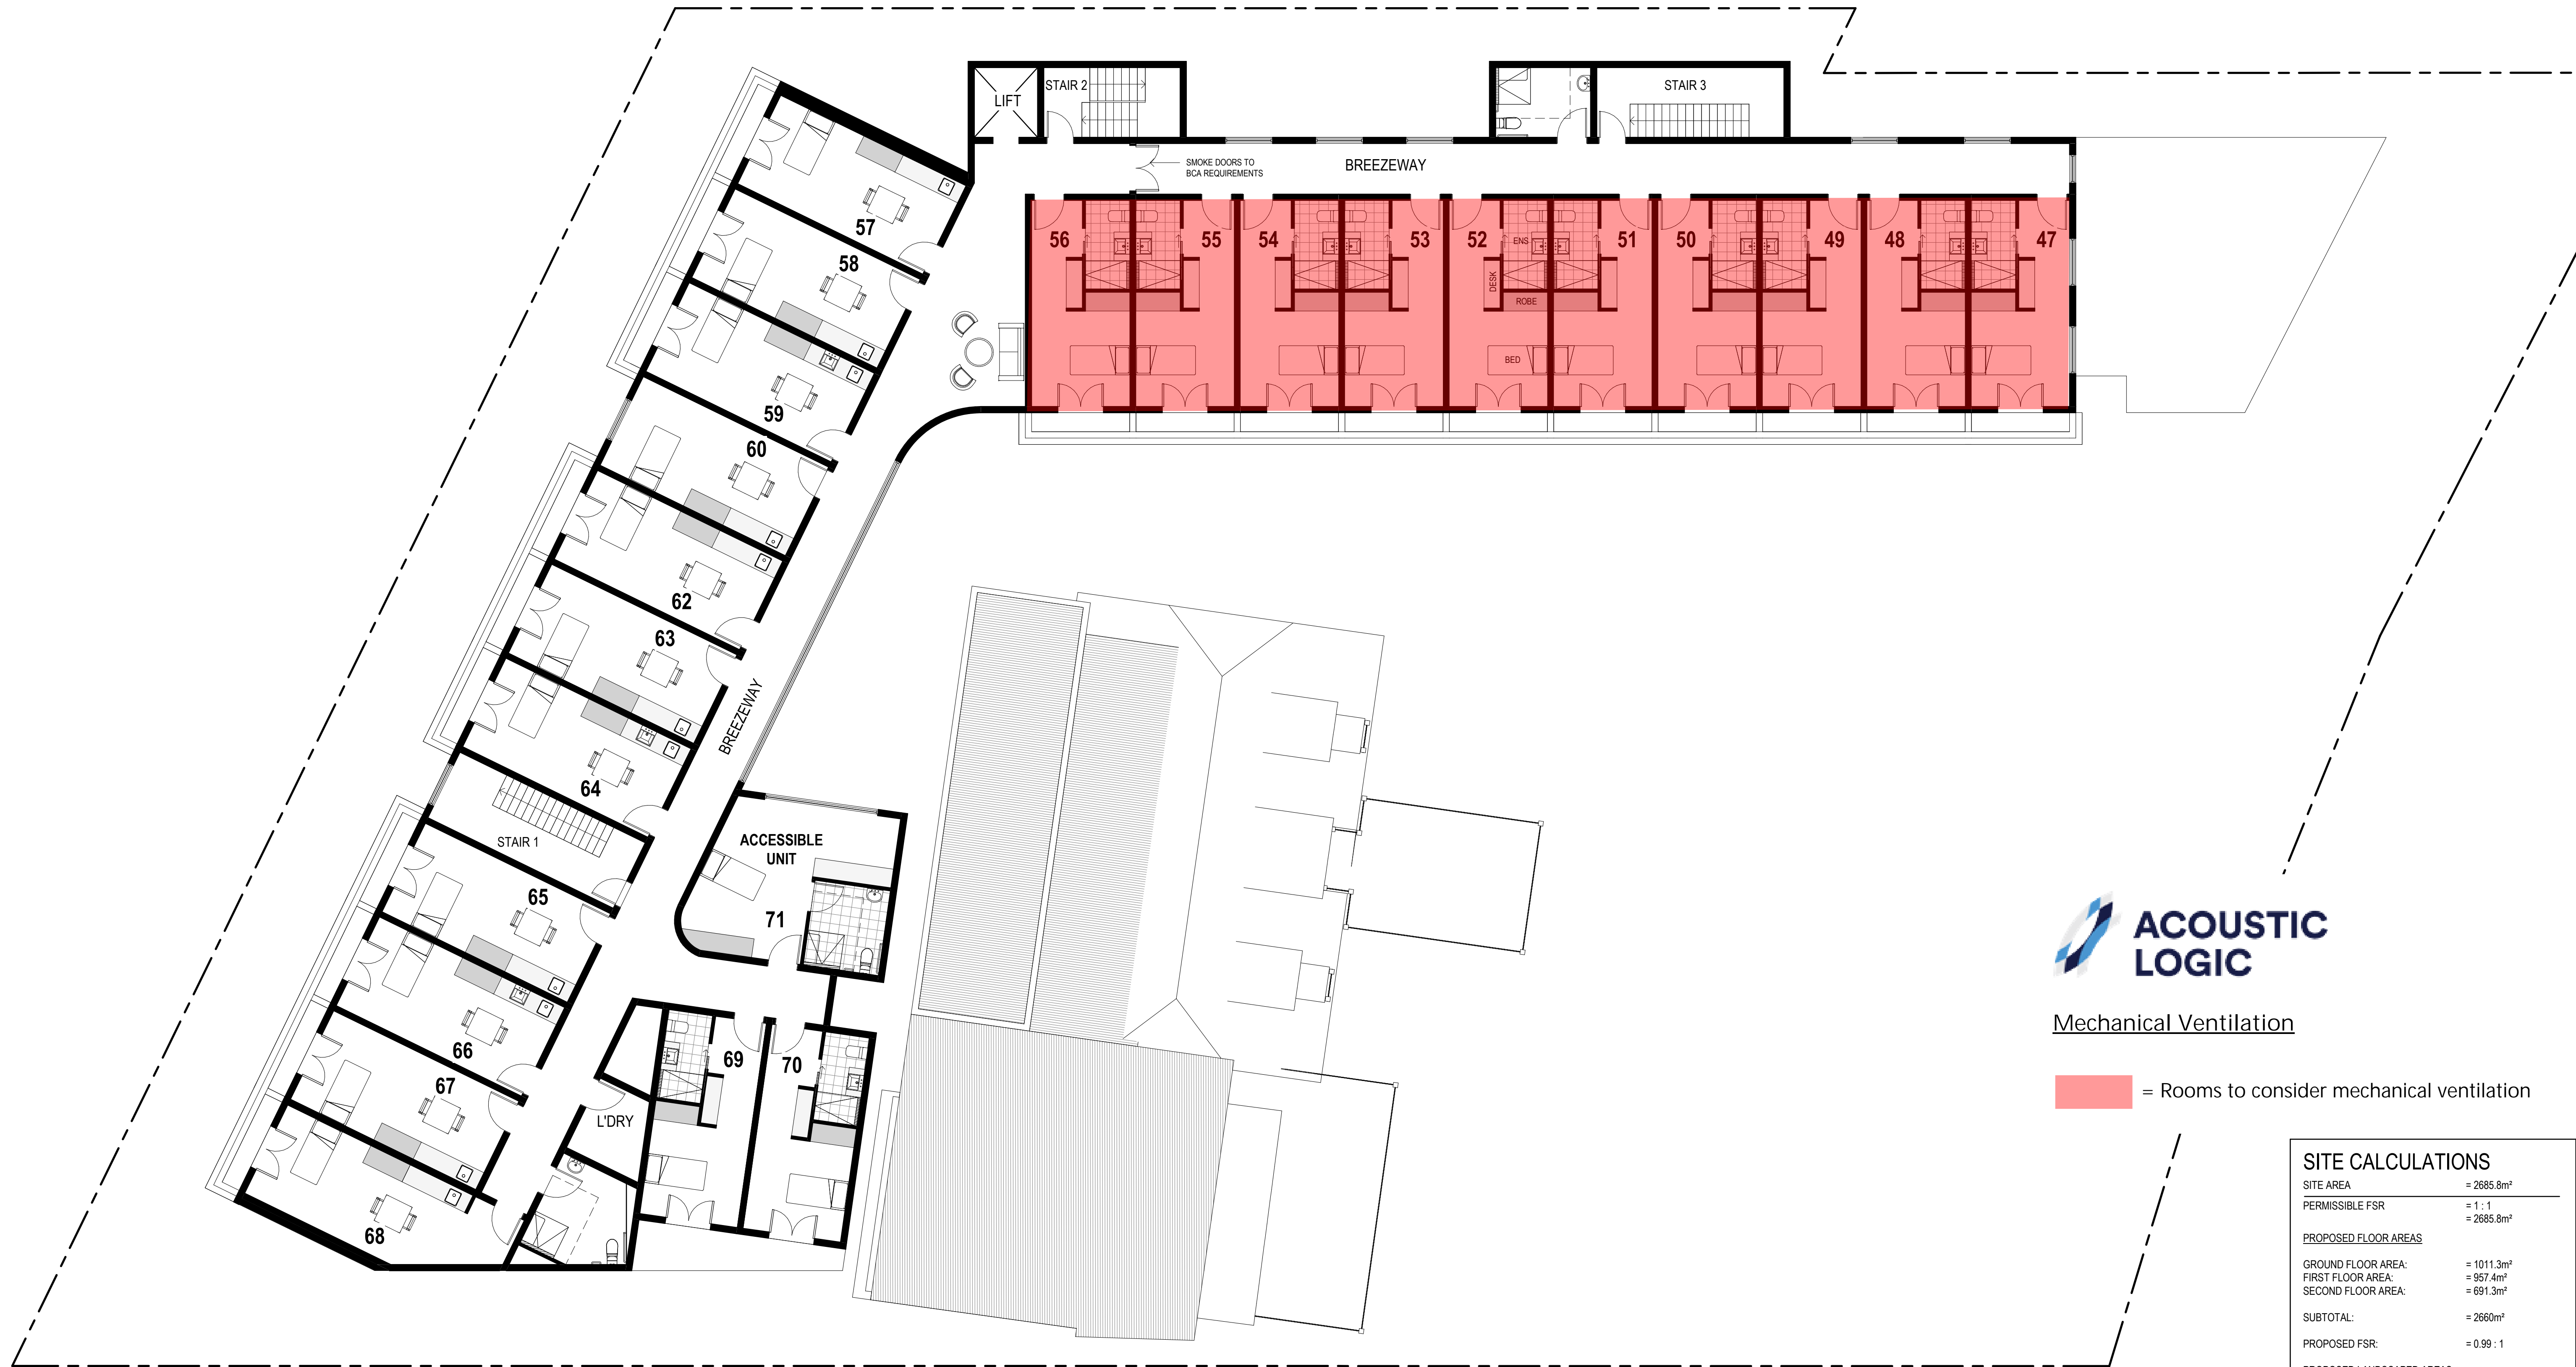 LIFT
STAIR 2
STAIR 3
SMOKE DOORS TO
BCA REQUIREMENTS
BREEZEWAY
57
58
59
60
62
63
64
56
55
54
53
52
51
50
49
48
47
ENS
DESK
ROBE
BED
BREEZEWAY
STAIR 1
ACCESSIBLE
UNIT
71
65
66
67
68
69
70
L'DRY
ACOUSTIC
LOGIC
Mechanical Ventilation
= Rooms to consider mechanical ventilation
SITE CALCULATIONS
SITE AREA = 2685.8m²
PERMISSIBLE FSR = 1 : 1
= 2685.8m²
PROPOSED FLOOR AREAS
GROUND FLOOR AREA: = 1011.3m²
FIRST FLOOR AREA: = 957.4m²
SECOND FLOOR AREA: = 691.3m²
SUBTOTAL: = 2660m²
PROPOSED FSR: = 0.99 : 1